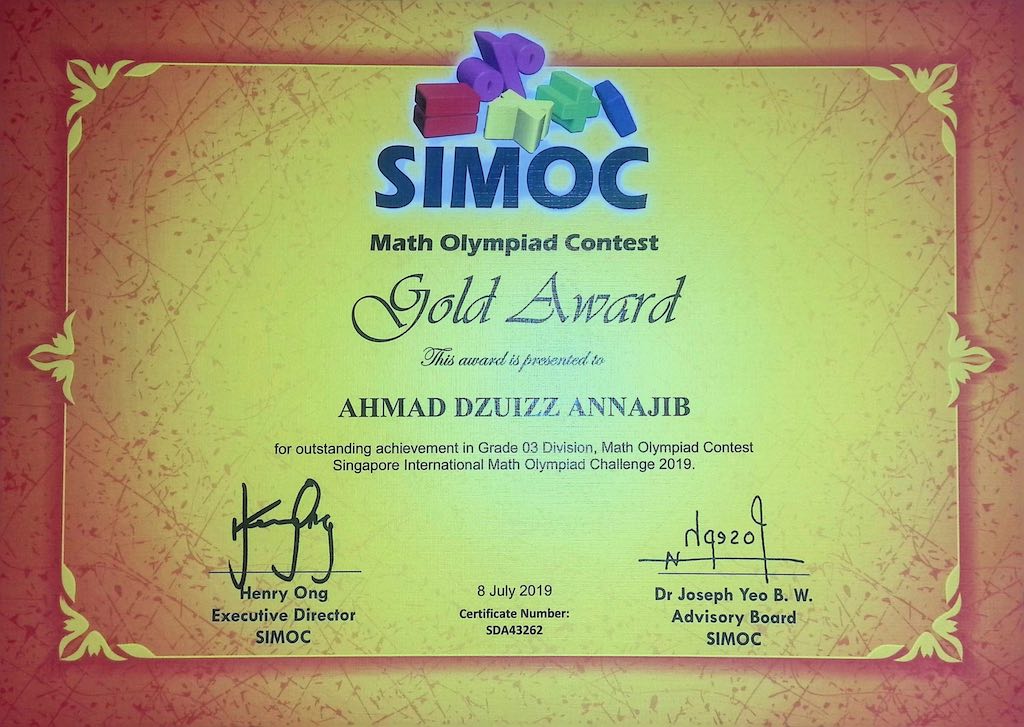 SIMOC
Math Olympiad Contest
Gold Award
This award is presented to
AHMAD DZUIZZ ANNAJIB
for outstanding achievement in Grade 03 Division, Math Olympiad Contest
Singapore International Math Olympiad Challenge 2019.
Henry Ong
Executive Director
SIMOC
8 July 2019
Certificate Number:
SDA43262
Dr Joseph Yeo B. W.
Advisory Board
SIMOC